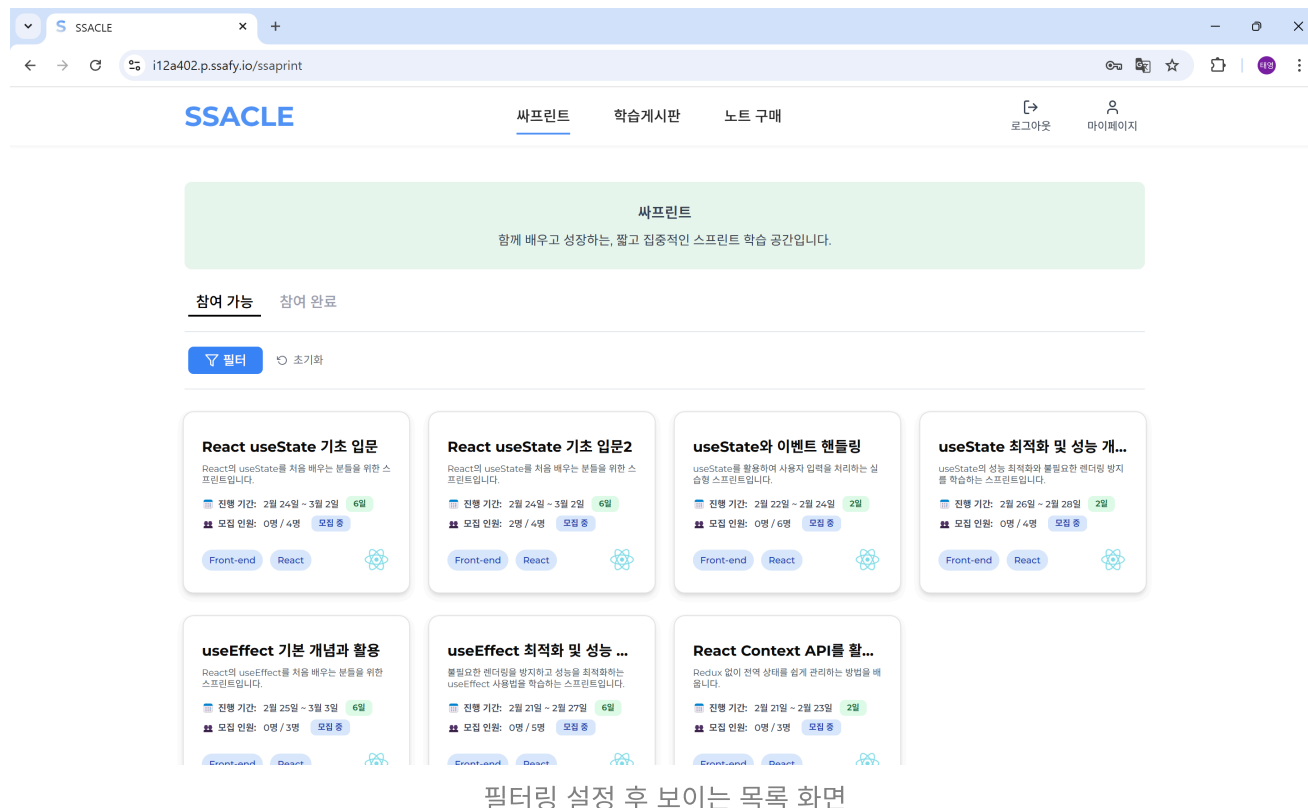 S SSACLE
i12a402.p.ssafy.io/ssaprint
태영
SSACLE
싸프린트 학습게시판 노트 구매
로그아웃 마이페이지
싸프린트
함께 배우고 성장하는, 짧고 집중적인 스프린트 학습 공간입니다.
참여 가능 참여 완료
필터 초기화
React useState 기초 입문
React의 useState를 처음 배우는 분들을 위한 스
프린트입니다.
진행 기간: 2월 24일 ~ 3월 2일 6일
모집 인원: 0명 / 4명 모집 중
Front-end React
React useState 기초 입문2
React의 useState를 처음 배우는 분들을 위한 스
프린트입니다.
진행 기간: 2월 24일 ~ 3월 2일 6일
모집 인원: 2명 / 4명 모집 중
Front-end React
useState와 이벤트 핸들링
useState를 활용하여 사용자 입력을 처리하는 실
습형 스프린트입니다.
진행 기간: 2월 22일 ~ 2월 24일 2일
모집 인원: 0명 / 6명 모집 중
Front-end React
useState 최적화 및 성능 개...
useState의 성능 최적화와 불필요한 렌더링 방지
를 학습하는 스프린트입니다.
진행 기간: 2월 26일 ~ 2월 28일 2일
모집 인원: 0명 / 4명 모집 중
Front-end React
useEffect 기본 개념과 활용
React의 useEffect를 처음 배우는 분들을 위한
스프린트입니다.
진행 기간: 2월 25일 ~ 3월 3일 6일
모집 인원: 0명 / 3명 모집 중
Front-end React
useEffect 최적화 및 성능 ...
불필요한 렌더링을 방지하고 성능을 최적화하는
useEffect 사용법을 학습하는 스프린트입니다.
진행 기간: 2월 21일 ~ 2월 27일 6일
모집 인원: 0명 / 5명 모집 중
Front-end React
React Context API를 활...
Redux 없이 전역 상태를 쉽게 관리하는 방법을 배
웁니다.
진행 기간: 2월 21일 ~ 2월 23일 2일
모집 인원: 0명 / 3명 모집 중
Front-end React
필터링 설정 후 보이는 목록 화면